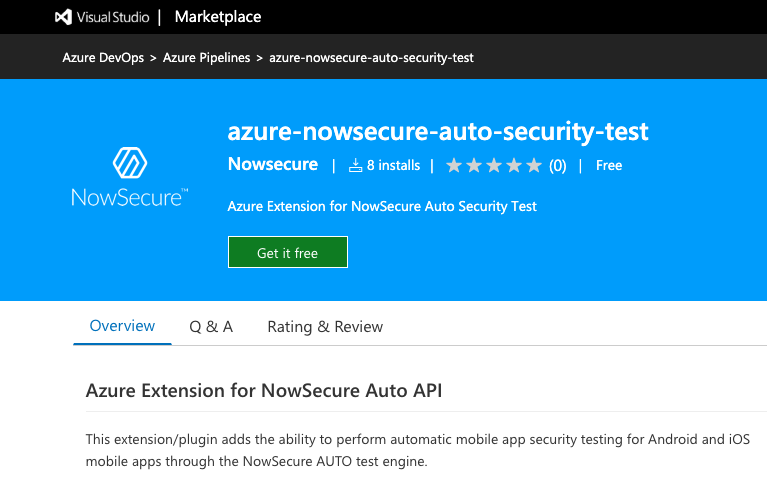 Visual Studio | Marketplace
Azure DevOps > Azure Pipelines > azure-nowsecure-auto-security-test
azure-nowsecure-auto-security-test
Nowsecure | 8 installs | (0) | Free
NowSecure™
Azure Extension for NowSecure Auto Security Test
Get it free
Overview Q & A Rating & Review
Azure Extension for NowSecure Auto API
This extension/plugin adds the ability to perform automatic mobile app security testing for Android and iOS
mobile apps through the NowSecure AUTO test engine.